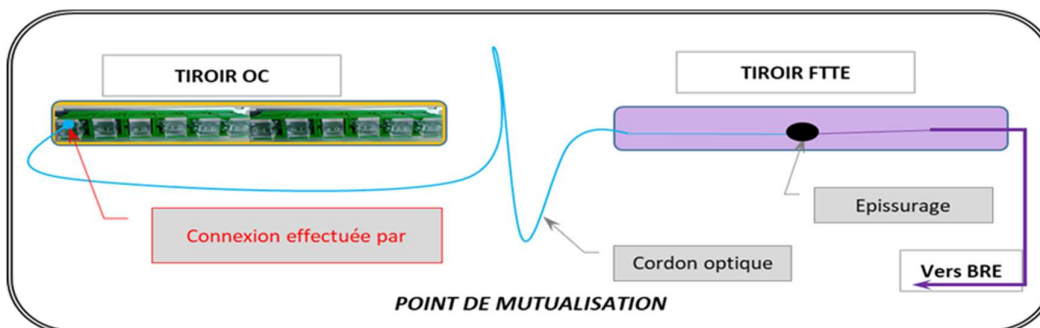 TIROIR OC
TIROIR FTTE
Connexion effectuée par
Epissurage
Cordon optique
Vers BRE
POINT DE MUTUALISATION